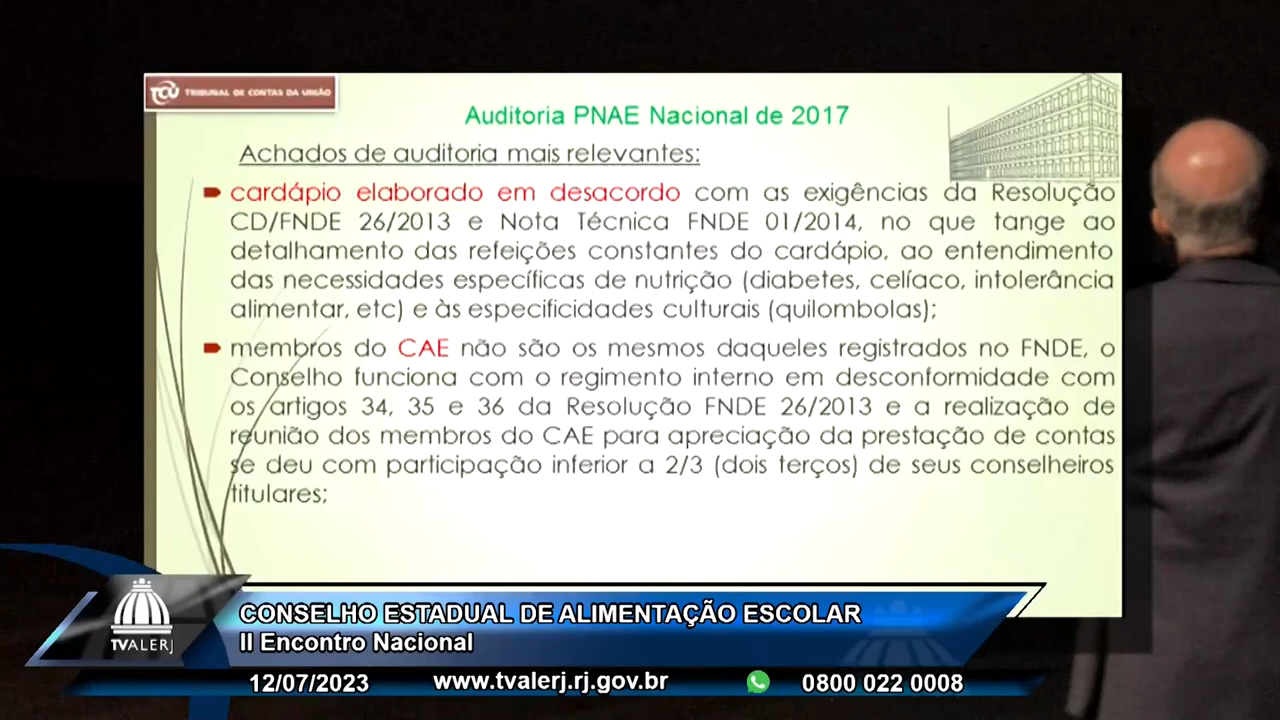 TCU TRIBUNAL DE CONTAS DA UNIÃO
Auditoria PNAE Nacional de 2017
Achados de auditoria mais relevantes:
cardápio elaborado em desacordo com as exigências da Resolução
CD/FNDE 26/2013 e Nota Técnica FNDE 01/2014, no que tange ao
detalhamento das refeições constantes do cardápio, ao entendimento
das necessidades específicas de nutrição (diabetes, celíaco, intolerância
alimentar, etc) e às especificidades culturais (quilombolas);
membros do CAE não são os mesmos daqueles registrados no FNDE, o
Conselho funciona com o regimento interno em desconformidade com
os artigos 34, 35 e 36 da Resolução FNDE 26/2013 e a realização de
reunião dos membros do CAE para apreciação da prestação de contas
se deu com participação inferior a 2/3 (dois terços) de seus conselheiros
titulares;
CONSELHO ESTADUAL DE ALIMENTAÇÃO ESCOLAR
II Encontro Nacional
TVALERJ
12/07/2023 www.tvalerj.rj.gov.br 0800 022 0008